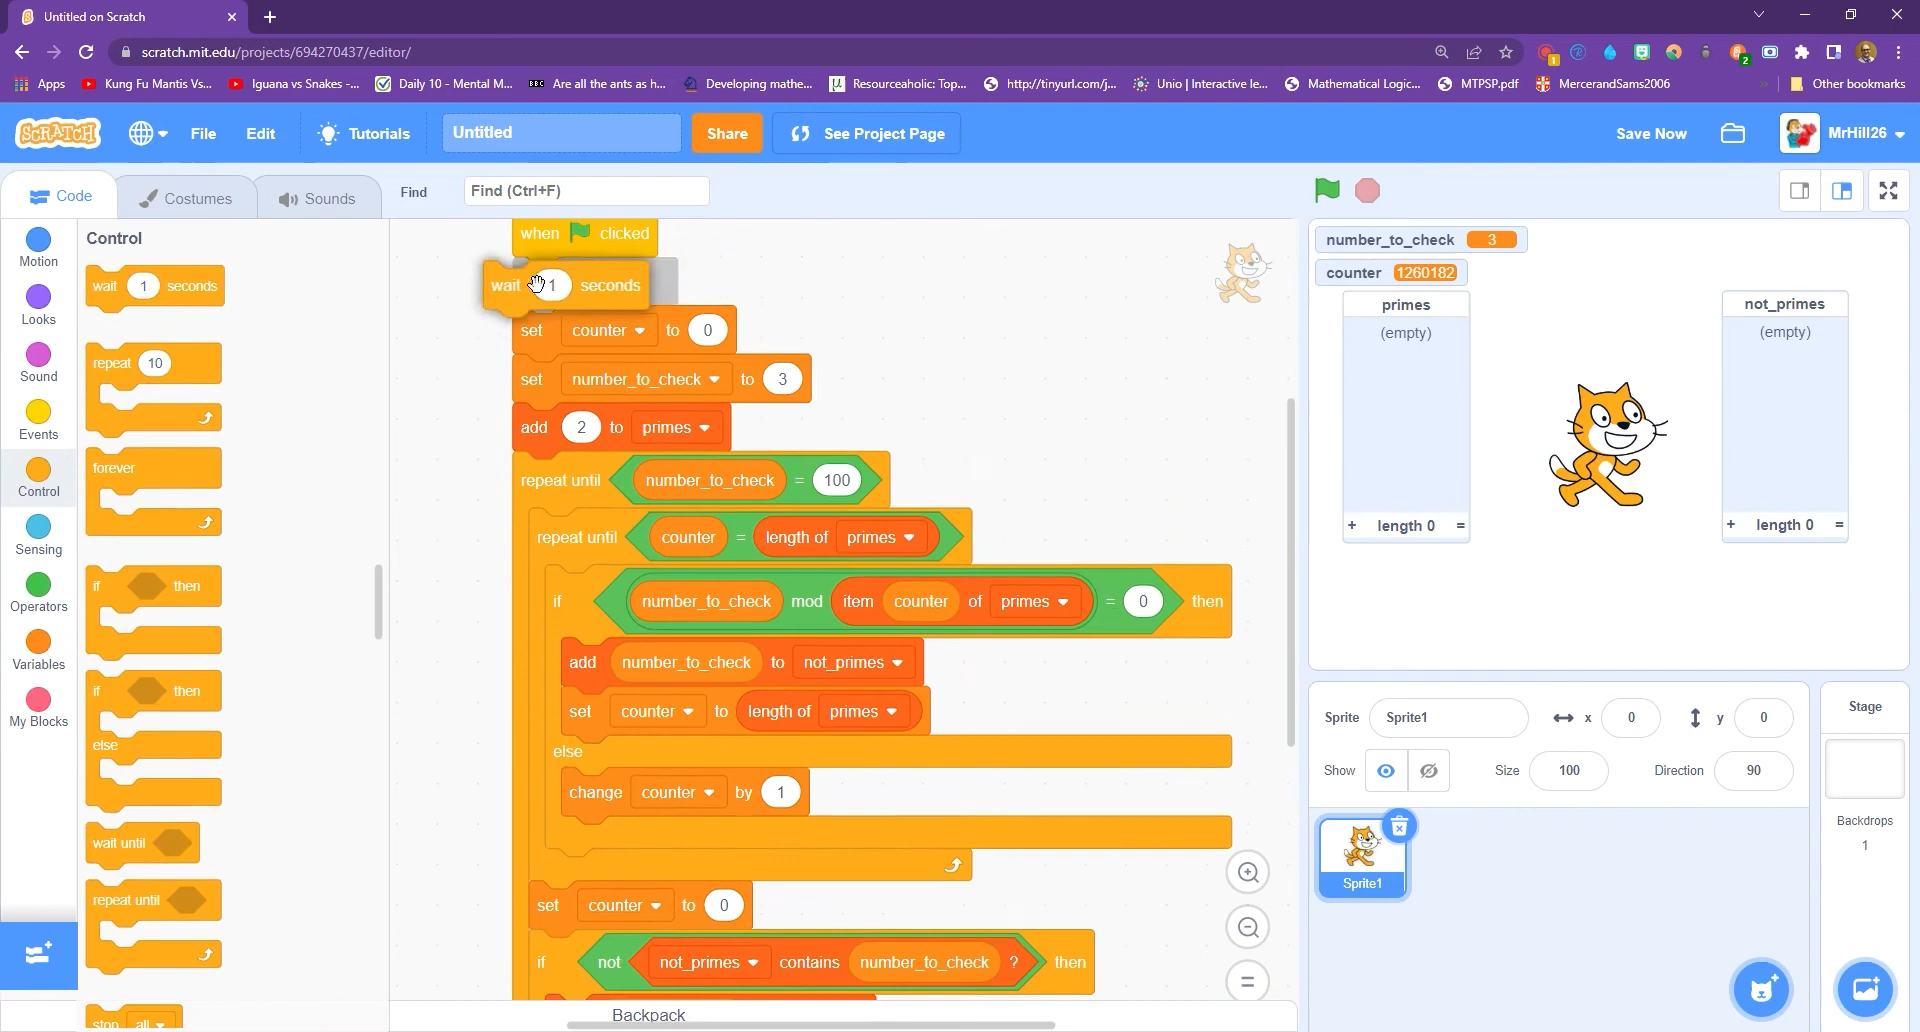 Untitled on Scratch
scratch.mit.edu/projects/694270437/editor/
1
2
Apps
Kung Fu Mantis Vs...
Iguana vs Snakes -...
Daily 10 - Mental M...
BBC
Are all the ants as h...
Developing mathe...
Resourceaholic: Top...
http://tinyurl.com/j...
Unio | Interactive le...
Mathematical Logic...
MTPSP.pdf
MercerandSams2006
»
Other bookmarks
SCRATCH
File
Edit
Tutorials
Untitled
Share
See Project Page
Save Now
MrHill26
Code
Costumes
Sounds
Find
Find (Ctrl+F)
Motion
Looks
Sound
Events
Control
Sensing
Operators
Variables
My Blocks
Control
wait 1 seconds
repeat 10
forever
if then
if then
else
wait until
repeat until
stop all
when clicked
wait 1 seconds
set counter to 0
set number_to_check to 3
add 2 to primes
repeat until number_to_check = 100
repeat until counter = length of primes
if number_to_check mod item counter of primes = 0 then
add number_to_check to not_primes
set counter to length of primes
else
change counter by 1
set counter to 0
if not not_primes contains number_to_check ? then
Backpack
number_to_check 3
counter 1260182
primes
(empty)
+ length 0 =
not_primes
(empty)
+ length 0 =
Sprite Sprite1 x 0 y 0
Show Size 100 Direction 90
Sprite1
Stage
Backdrops
1